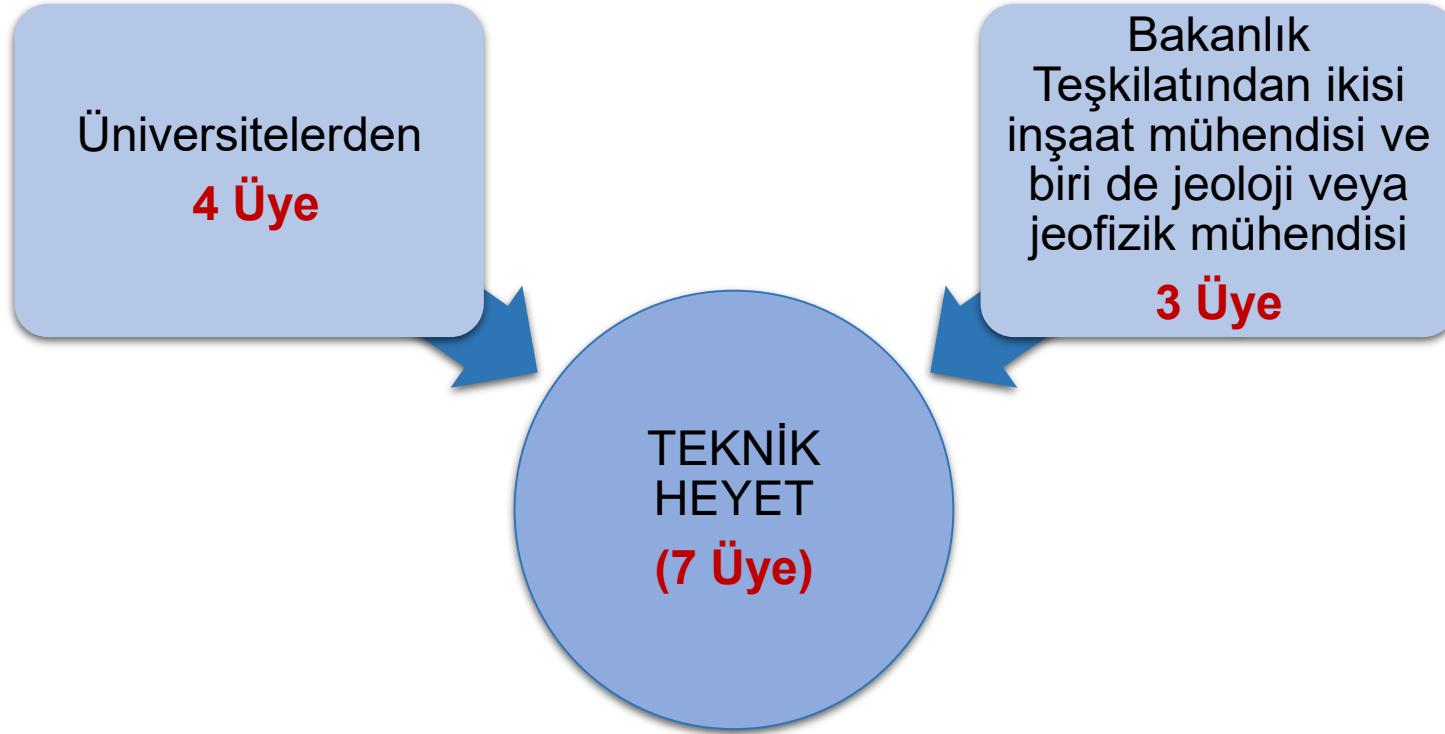 Üniversitelerden
4 Üye
Bakanlık
Teşkilatından ikisi
inşaat mühendisi ve
biri de jeoloji veya
jeofizik mühendisi
3 Üye
TEKNİK
HEYET
(7 Üye)